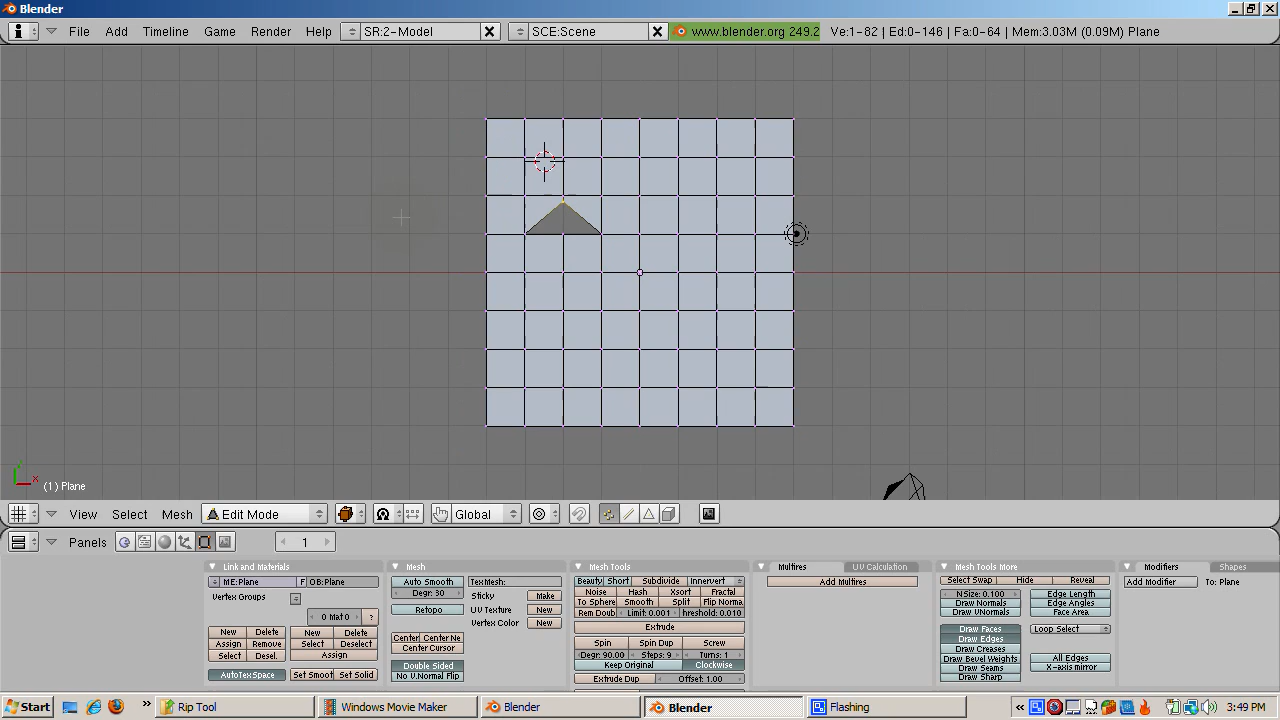 Blender
File Add Timeline Game Render Help SR:2-Model SCE:Scene www.blender.org 249.2 Ve:1-82 | Ed:0-146 | Fa:0-64 | Mem:3.03M (0.09M) Plane
(1) Plane
View Select Mesh Edit Mode Global
Panels 1
Link and Materials Mesh Mesh Tools Multires UV Calculation Mesh Tools More Modifiers Shapes
ME:Plane F OB:Plane
Vertex Groups
0 Mat 0 ?
New Delete New Delete
Assign Remove Select Deselect
Select Desel. Assign
AutoTexSpace Set Smoot Set Solid
Auto Smooth TexMesh:
Degr: 30 Sticky Make
Retopo UV Texture New
Vertex Color New
Center Center Ne
Center Cursor
Double Sided
No V.Normal Flip
Beauty Short Subdivide Innervert
Noise Hash Xsort Fractal
To Sphere Smooth Split Flip Norma
Rem Doub Limit: 0.001 hreshold: 0.010
Extrude
Spin Spin Dup Screw
Degr: 90.00 Steps: 9 Turns: 1
Keep Original Clockwise
Extrude Dup Offset: 1.00
Add Multires
Select Swap Hide Reveal
NSize: 0.100 Edge Length
Draw Normals Edge Angles
Draw VNormals Face Area
Draw Faces Loop Select
Draw Edges
Draw Creases
Draw Bevel Weights All Edges
Draw Seams X-axis mirror
Draw Sharp
Add Modifier To: Plane
Start Rip Tool Windows Movie Maker Blender Blender Flashing 3:49 PM